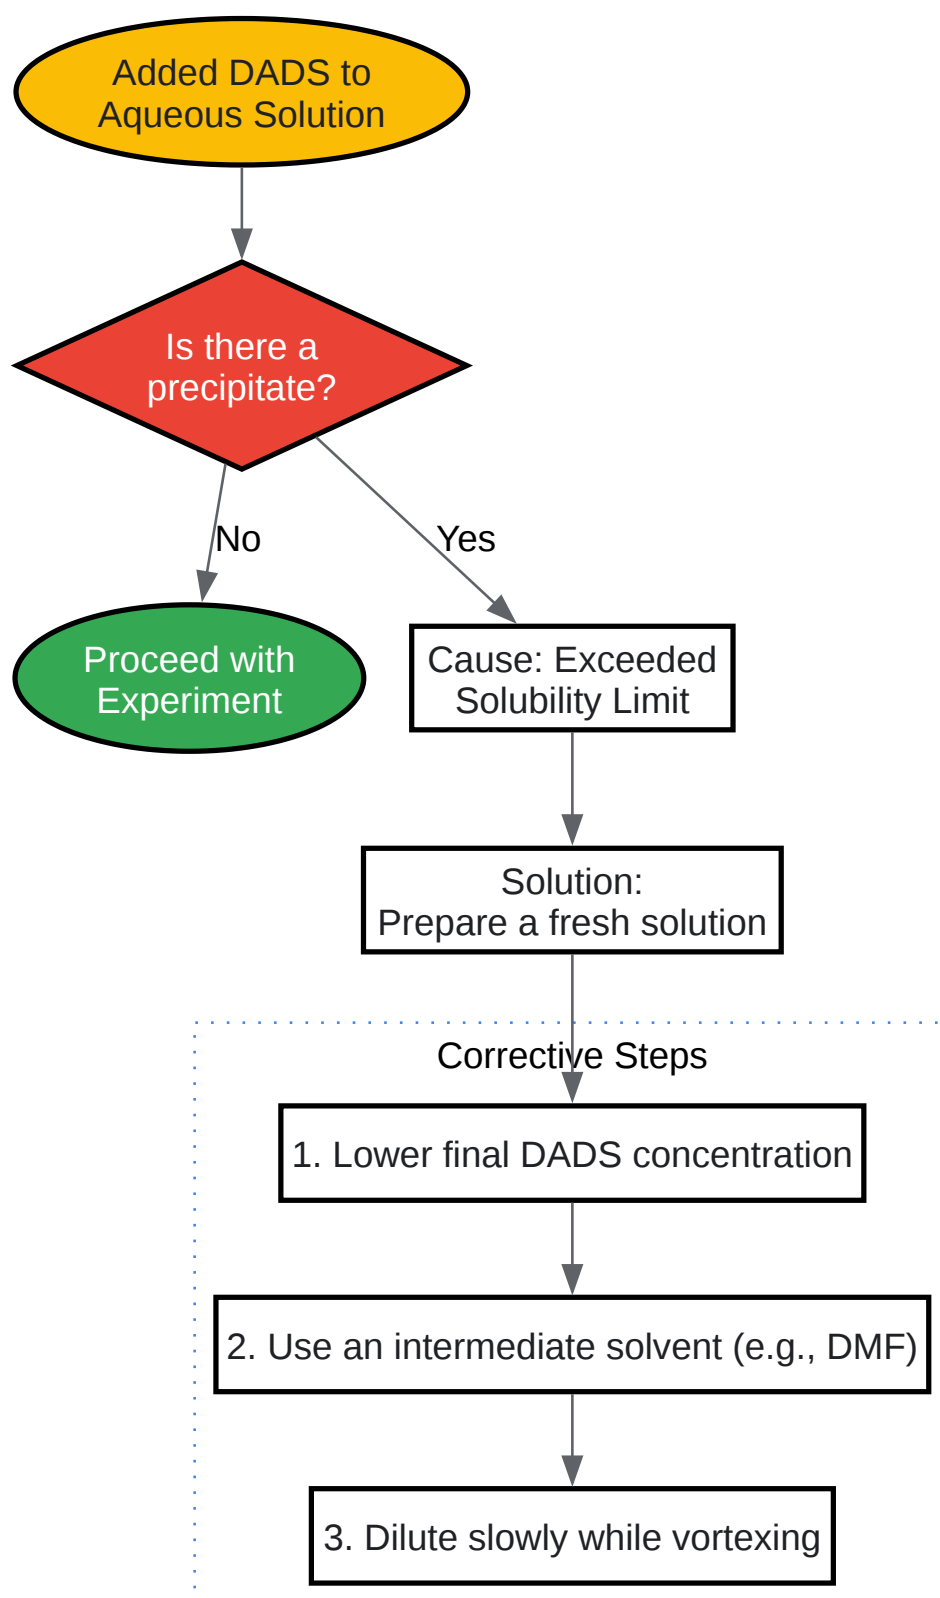 Added DADS to
Aqueous Solution
Is there a
precipitate?
No
Yes
Proceed with
Experiment
Cause: Exceeded
Solubility Limit
Solution:
Prepare a fresh solution
Corrective Steps
1. Lower final DADS concentration
2. Use an intermediate solvent (e.g., DMF)
3. Dilute slowly while vortexing